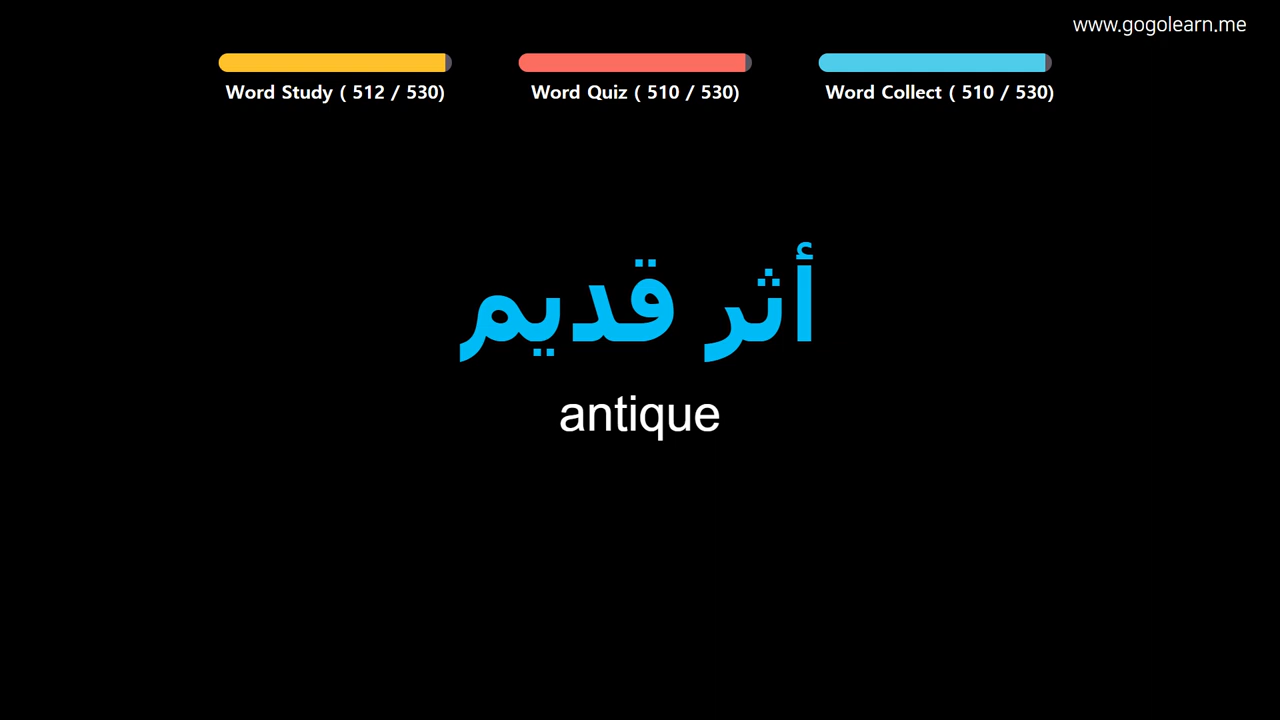 www.gogolearn.me
Word Study ( 512 / 530)
Word Quiz ( 510 / 530)
Word Collect ( 510 / 530)
أثر قديم
antique